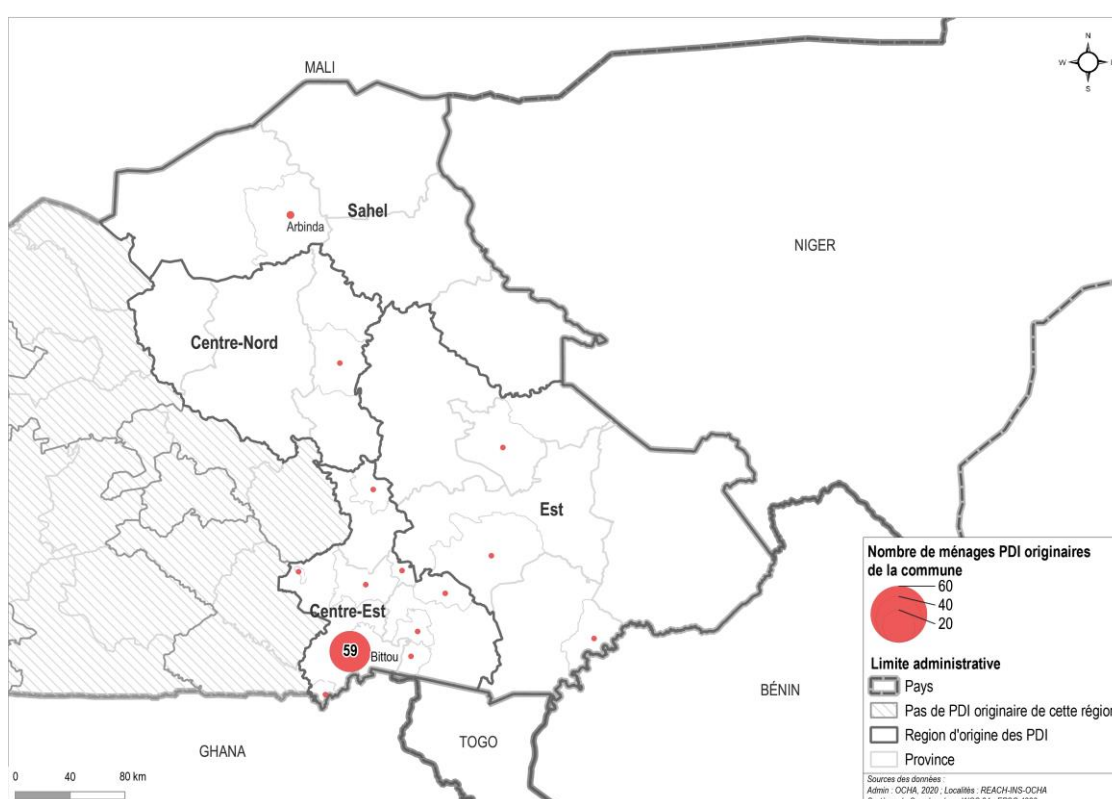 N
W
S
MALI
Sahel
Arbinda
NIGER
Centre-Nord
Est
Centre-Est
59
Bittou
GHANA
TOGO
BÉNIN
0 40 80 km
Nombre de ménages PDI originaires
de la commune
60
40
20
Limite administrative
Pays
Pas de PDI originaire de cette région
Region d'origine des PDI
Province
Sources des données :
Admin : OCHA, 2020 ; Localités : REACH-INS-OCHA